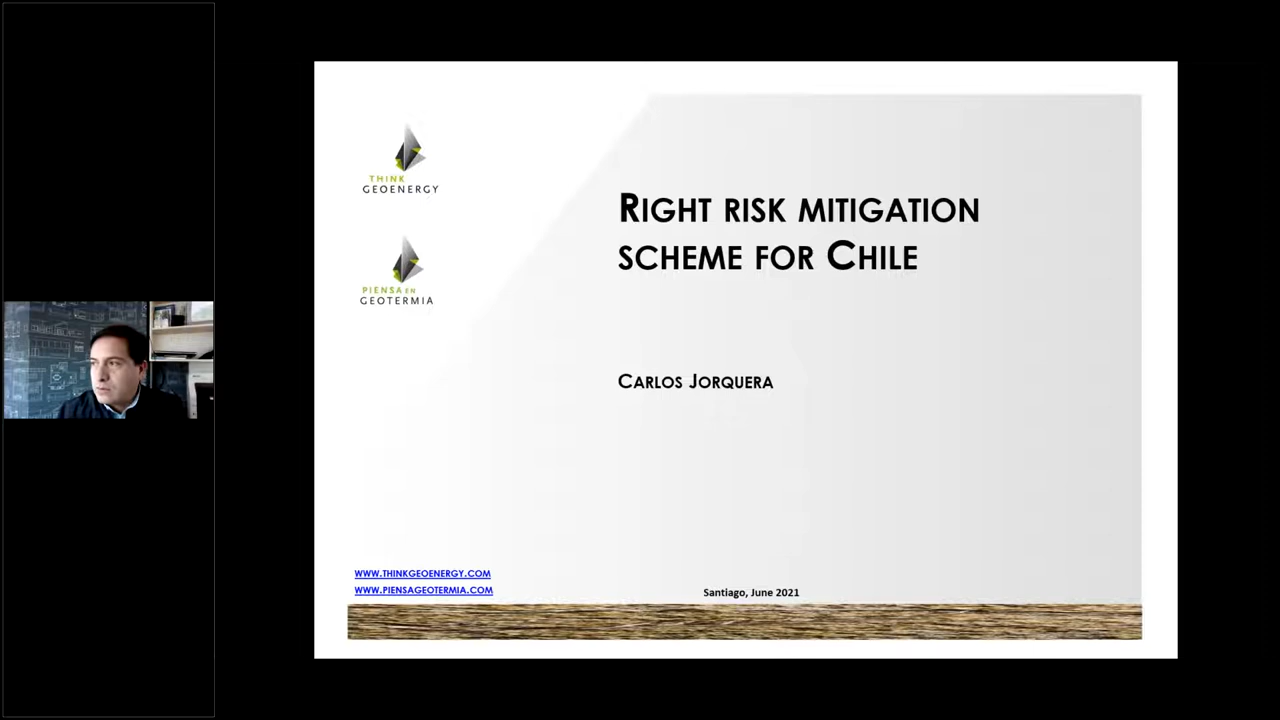 THINK
GEOENERGY
PIENSA EN
GEOTERMIA
RIGHT RISK MITIGATION
SCHEME FOR CHILE
CARLOS JORQUERA
WWW.THINKGEOENERGY.COM
WWW.PIENSAGEOTERMIA.COM
Santiago, June 2021